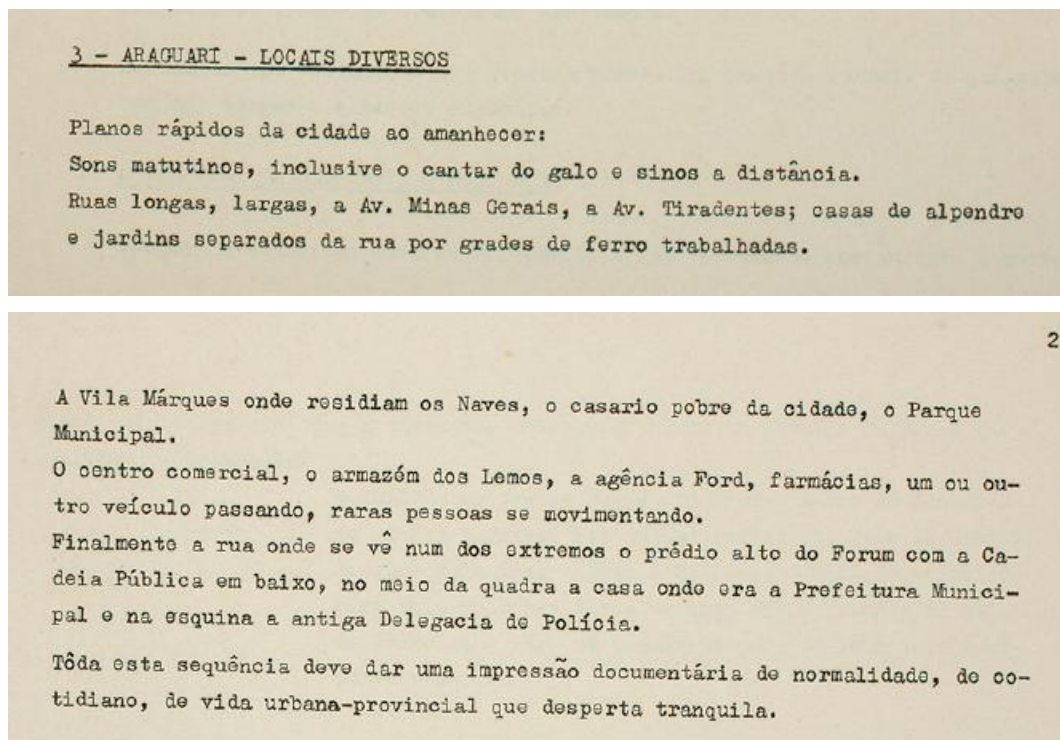 3 - ARAGUARI - LOCAIS DIVERSOS
Planos rápidos da cidade ao amanhecer:
Sons matutinos, inclusive o cantar do galo e sinos a distância.
Ruas longas, largas, a Av. Minas Gerais, a Av. Tiradentes; casas de alpendre
e jardins separados da rua por grades de ferro trabalhadas.
2
A Vila Márques onde residiam os Naves, o casario pobre da cidade, o Parque
Municipal.
O centro comercial, o armazém dos Lemos, a agência Ford, farmácias, um ou ou-
tro veículo passando, raras pessoas se movimentando.
Finalmente a rua onde se vê num dos extremos o prédio alto do Forum com a Ca-
deia Pública em baixo, no meio da quadra a casa onde era a Prefeitura Munici-
pal e na esquina a antiga Delegacia de Polícia.
Tôda esta sequência deve dar uma impressão documentária de normalidade, de co-
tidiano, de vida urbana-provincial que desperta tranquila.